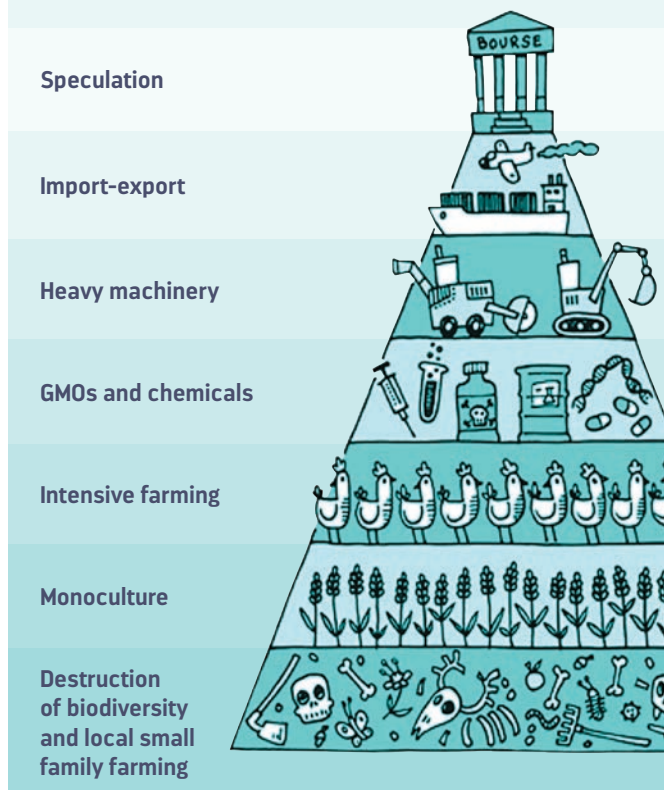 BOURSE
Speculation
Import-export
Heavy machinery
GMOs and chemicals
Intensive farming
Monoculture
Destruction
of biodiversity
and local small
family farming